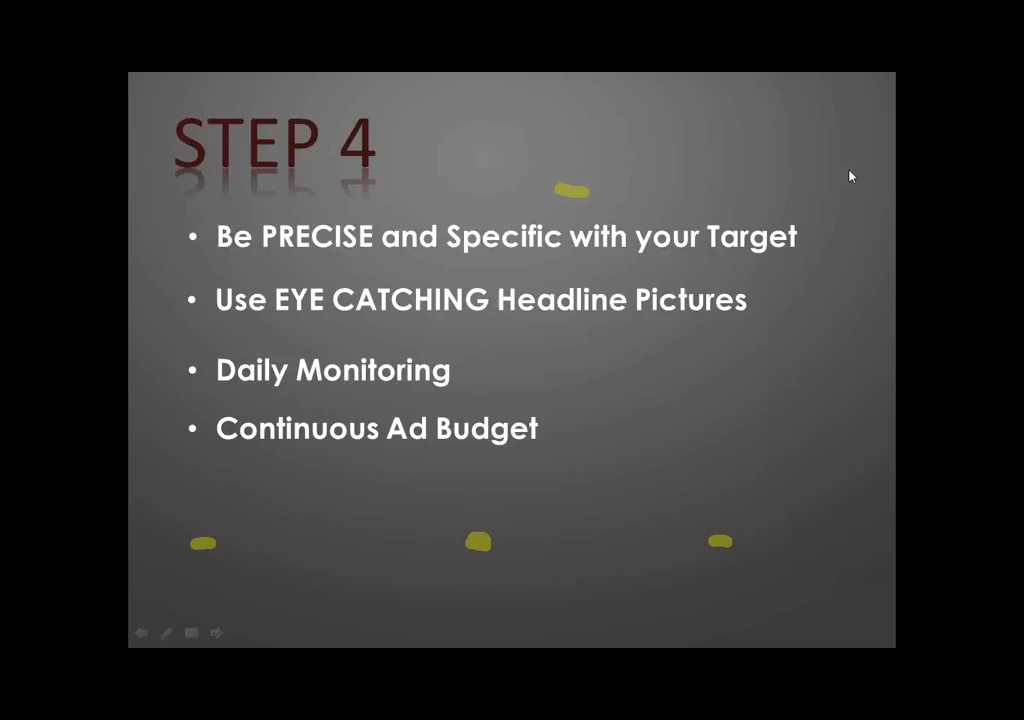 STEP 4
• Be PRECISE and Specific with your Target
• Use EYE CATCHING Headline Pictures
• Daily Monitoring
• Continuous Ad Budget